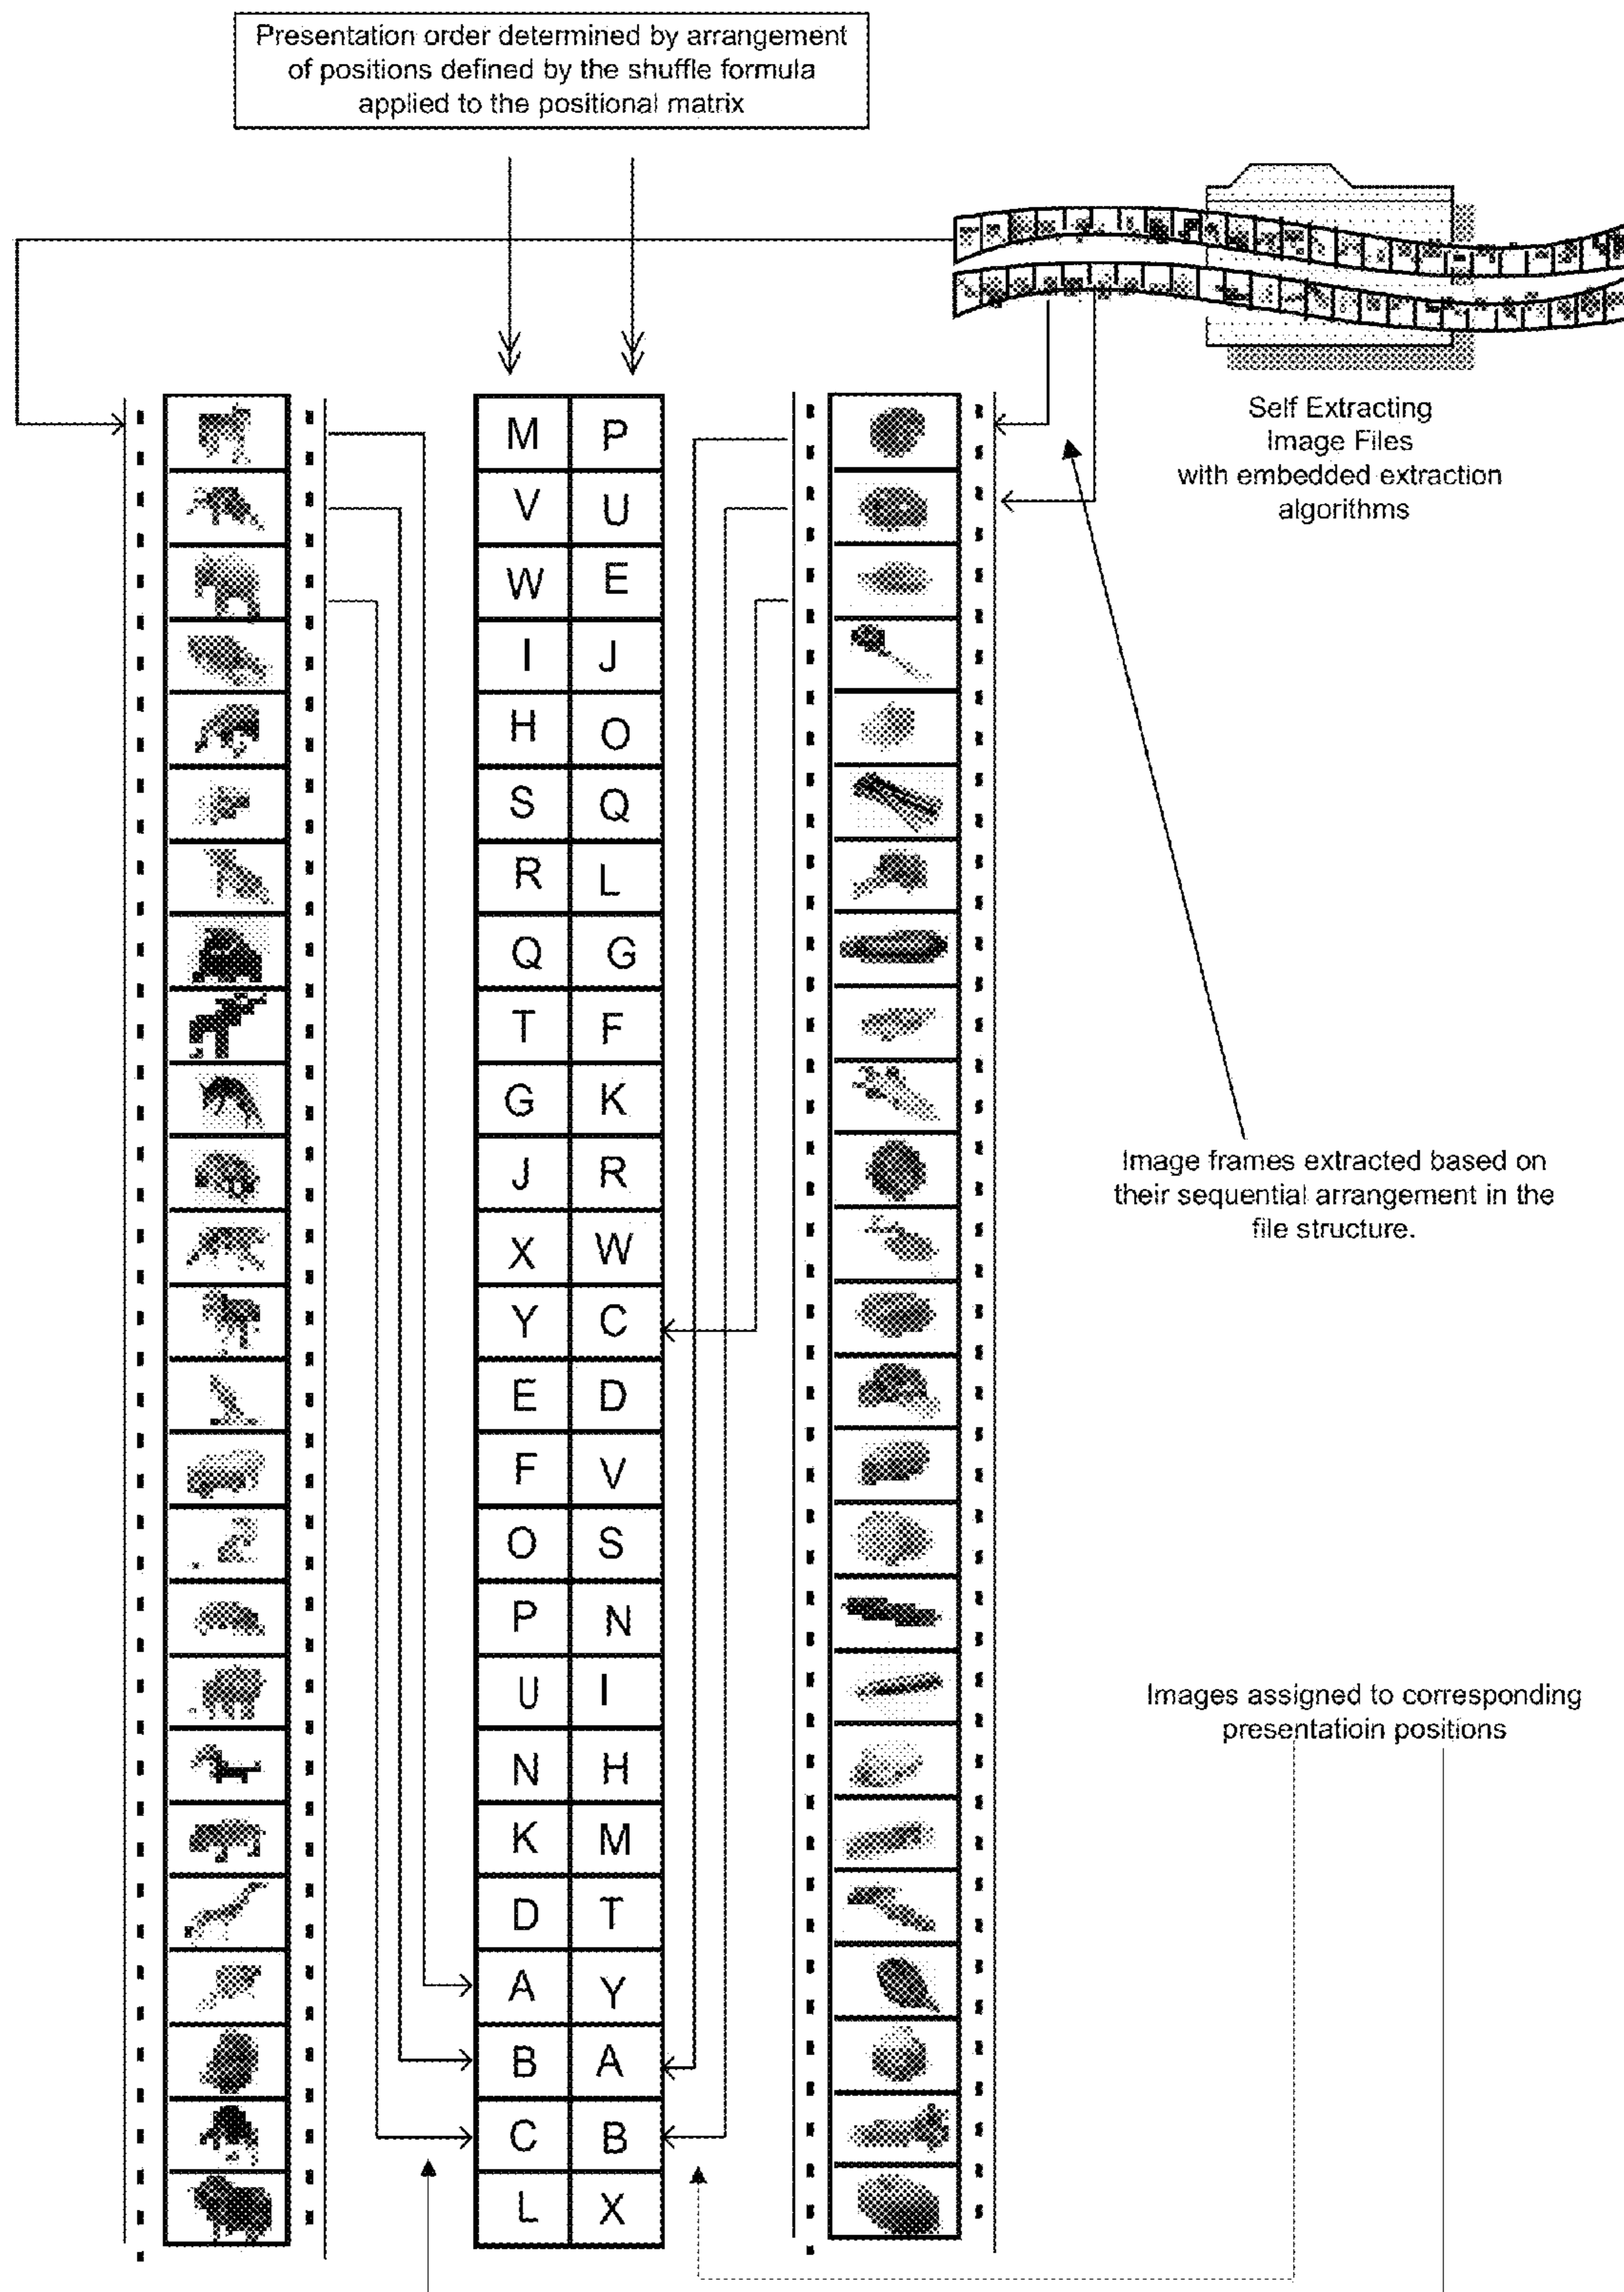 Presentation order determined by arrangement
of positions defined by the shuffle formula
applied to the positional matrix
Self Extracting
Image Files
with embedded extraction
algorithms
M P
V U
W E
I J
H O
S Q
R L
Q G
T F
G K
J R
X W
Y C
E D
F V
O S
P N
U I
N H
K M
D T
A Y
B A
C B
L X
Image frames extracted based on
their sequential arrangement in the
file structure.
Images assigned to corresponding
presentatioin positions